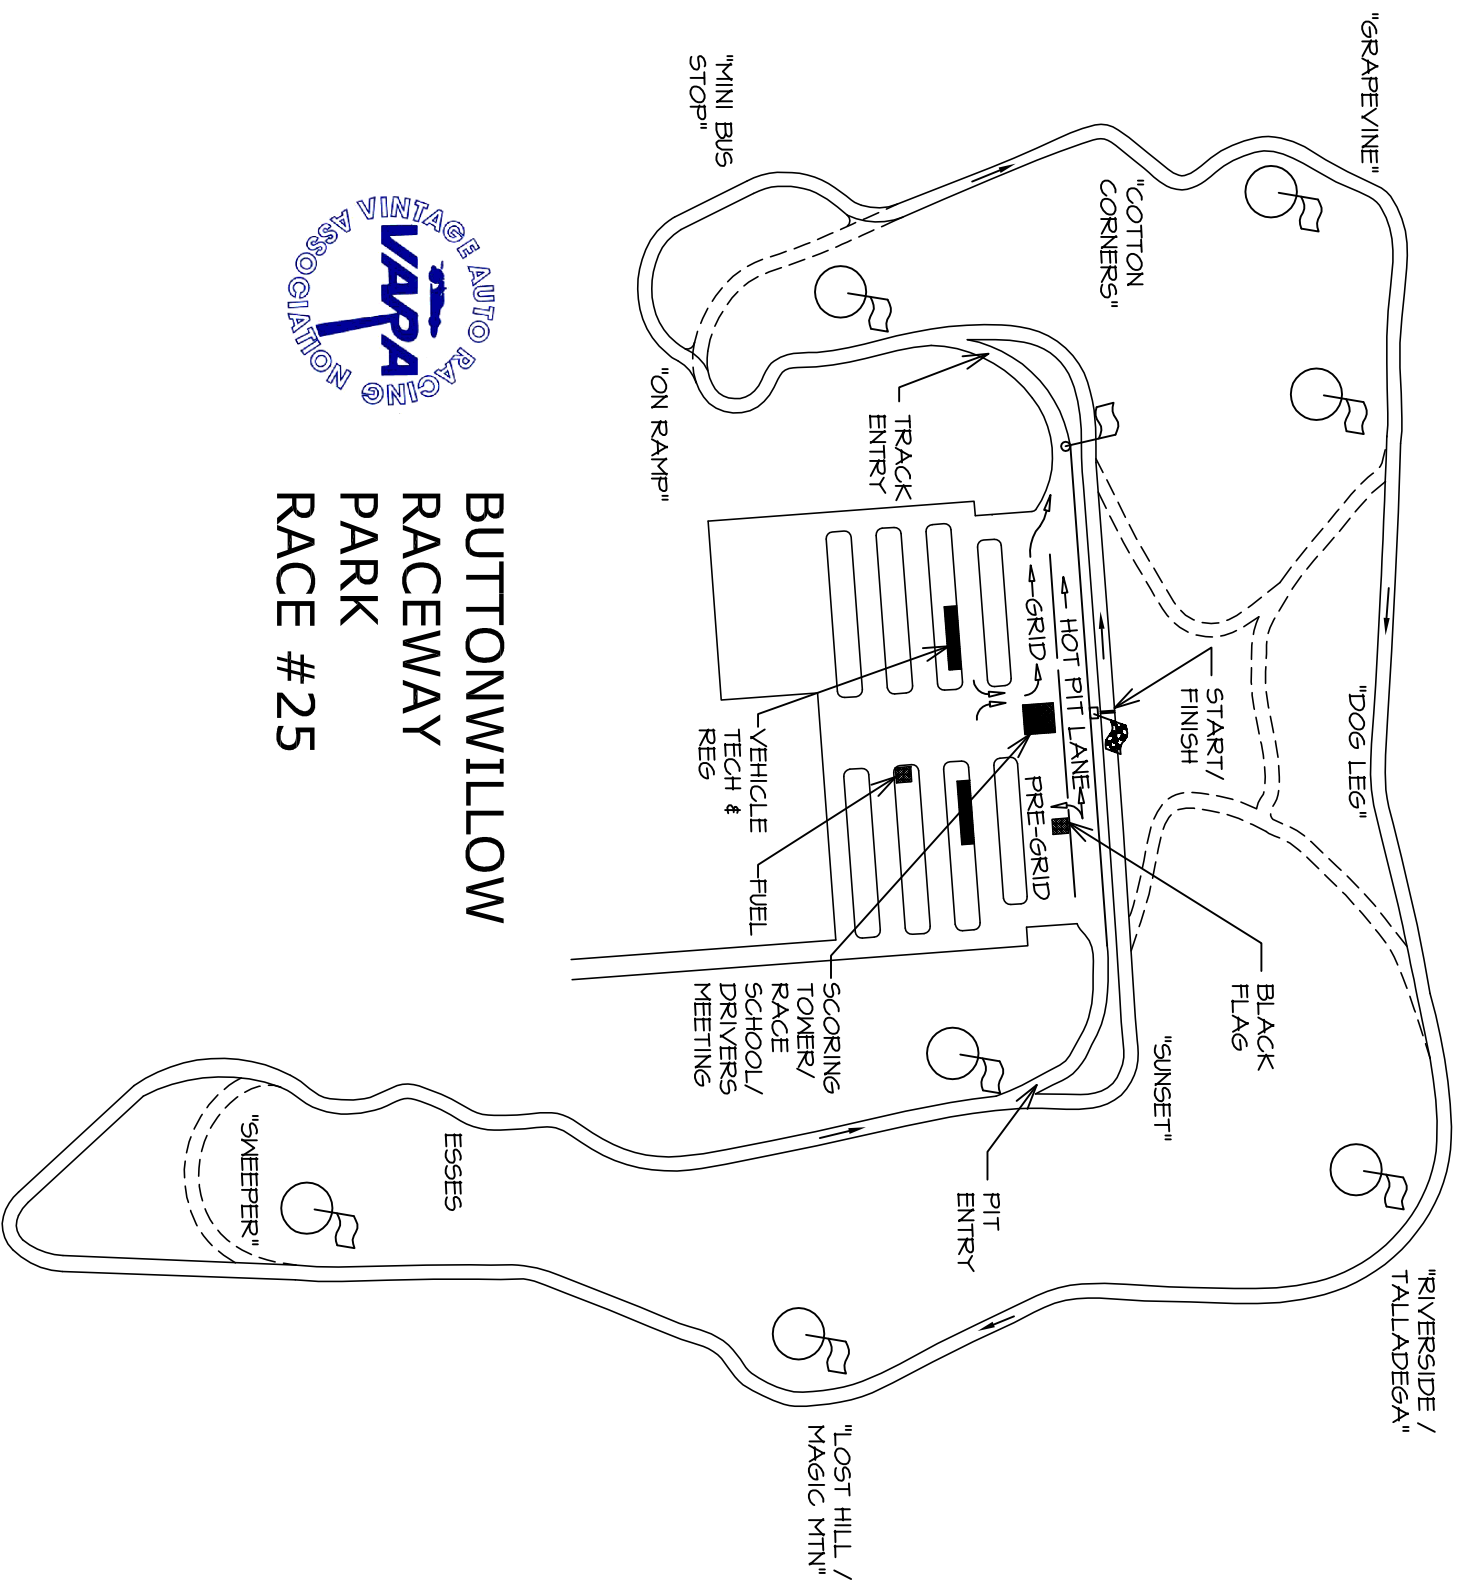 "GRAPEVINE"
"MINI BUS
STOP"
"COTTON
CORNERS"
"ON RAMP"
TRACK
ENTRY
"DOG LEG"
START/
FINISH
HOT PIT LANE
GRID
PRE-GRID
VEHICLE
TECH &
REG
FUEL
BLACK
FLAG
SCORING
TOWER/
RACE
SCHOOL/
DRIVERS
MEETING
"SUNSET"
PIT
ENTRY
"RIVERSIDE /
TALLADEGA"
"LOST HILL /
MAGIC MTN"
ESSES
"SWEEPER"
VINTAGE AUTO RACING ASSOCIATION
VARA
BUTTONWILLOW
RACEWAY
PARK
RACE #25